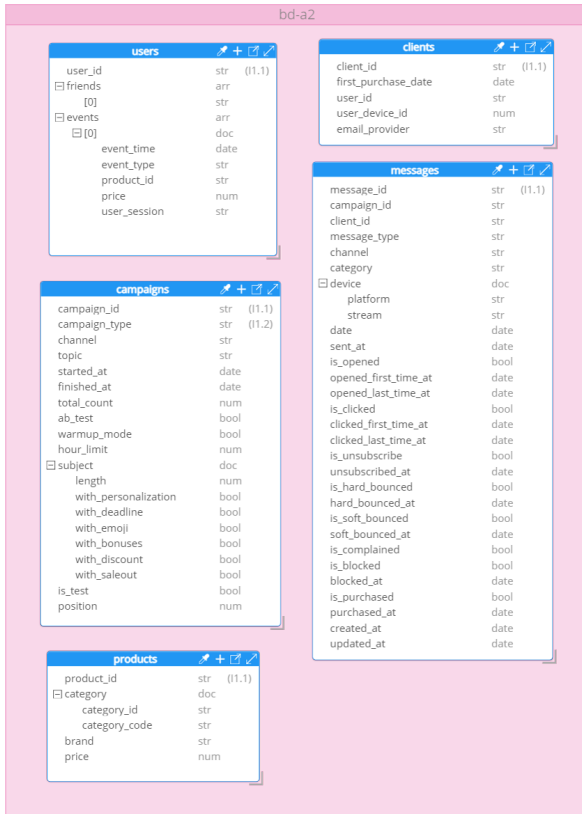 bd-a2
users
user_id str (I1.1)
friends arr
[0] str
events arr
[0] doc
event_time date
event_type str
product_id str
price num
user_session str
clients
client_id str (I1.1)
first_purchase_date date
user_id str
user_device_id num
email_provider str
messages
message_id str (I1.1)
campaign_id str
client_id str
message_type str
channel str
category str
device doc
platform str
stream str
date date
sent_at date
is_opened bool
opened_first_time_at date
opened_last_time_at date
is_clicked bool
clicked_first_time_at date
clicked_last_time_at date
is_unsubscribe bool
unsubscribed_at date
is_hard_bounced bool
hard_bounced_at date
is_soft_bounced bool
soft_bounced_at date
is_complained bool
is_blocked bool
blocked_at date
is_purchased bool
purchased_at date
created_at date
updated_at date
campaigns
campaign_id str (I1.1)
campaign_type str (I1.2)
channel str
topic str
started_at date
finished_at date
total_count num
ab_test bool
warmup_mode bool
hour_limit num
subject doc
length num
with_personalization bool
with_deadline bool
with_emoji bool
with_bonuses bool
with_discount bool
with_saleout bool
is_test bool
position num
products
product_id str (I1.1)
category doc
category_id str
category_code str
brand str
price num